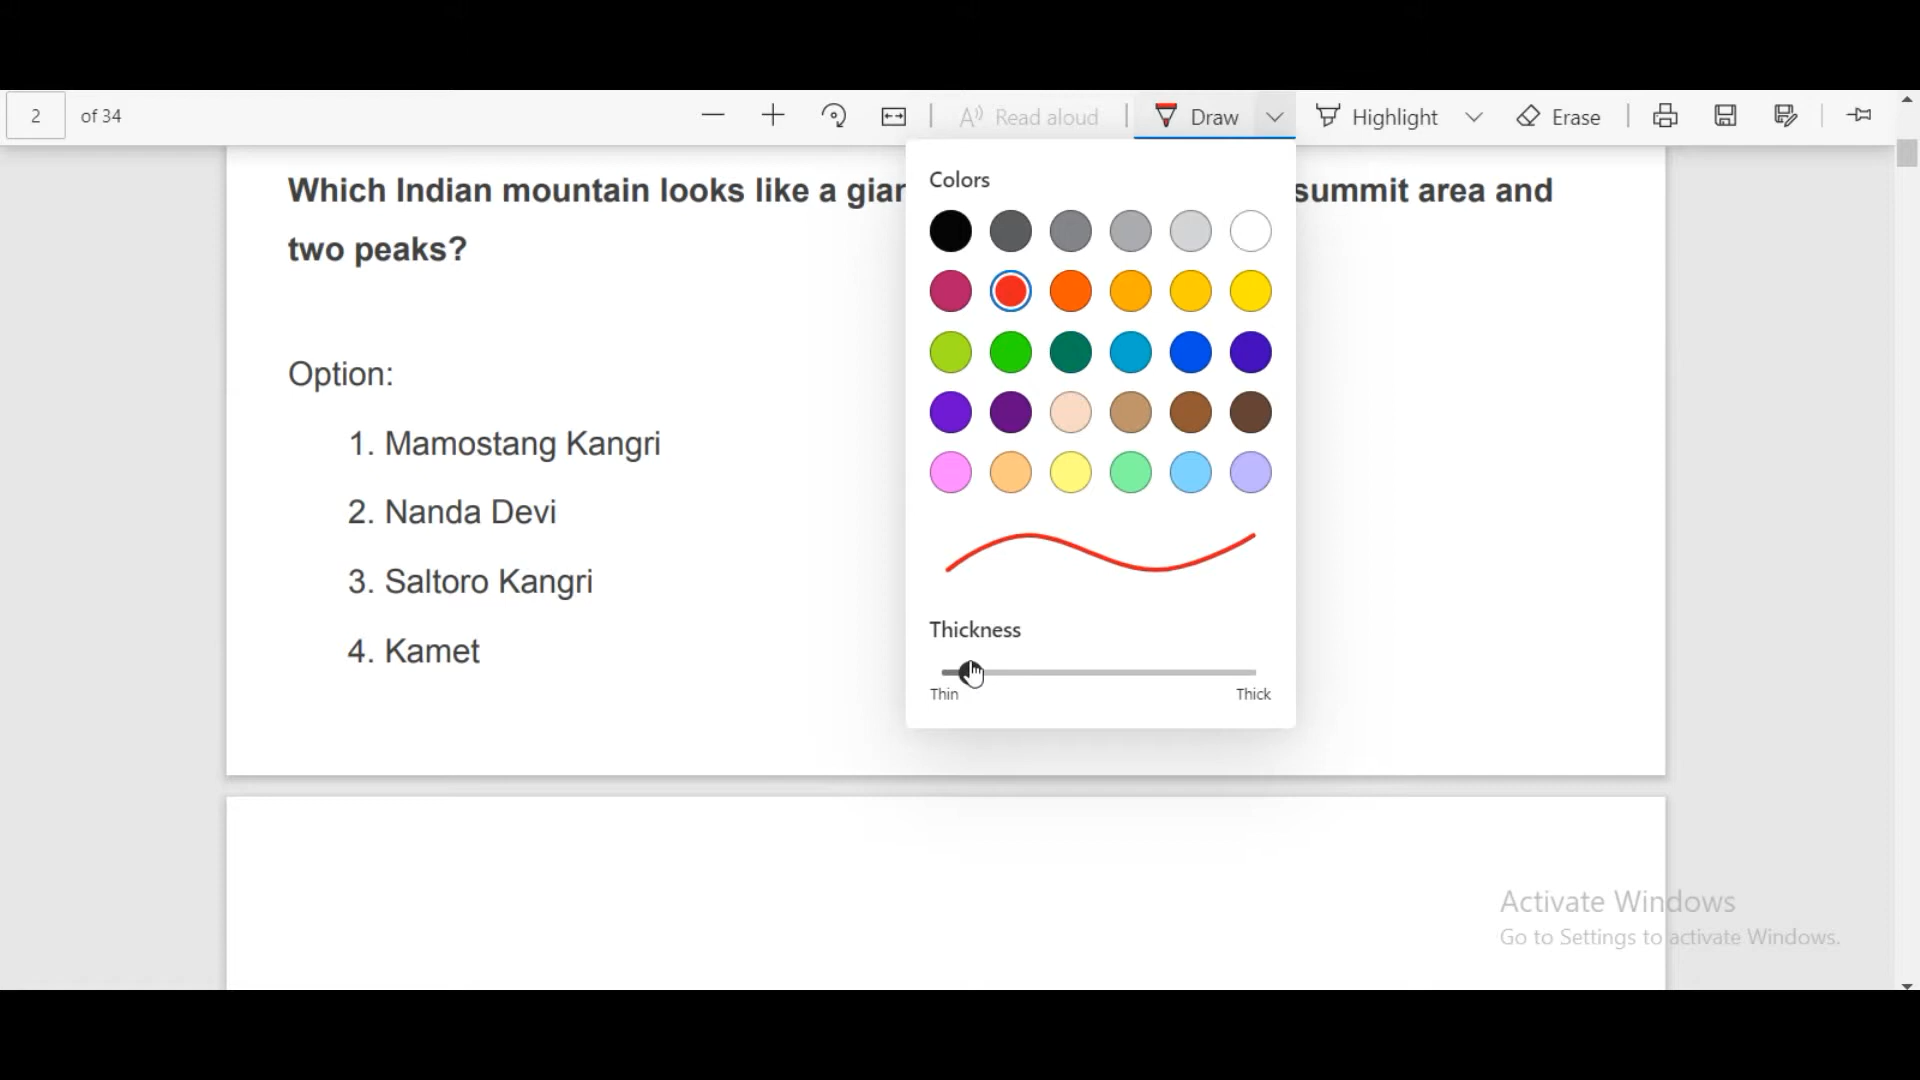 2 of 34 Read aloud Draw Highlight Erase
Which Indian mountain looks like a giar summit area and
two peaks?
Option:
1. Mamostang Kangri
2. Nanda Devi
3. Saltoro Kangri
4. Kamet
Colors
Thickness
Thin Thick
Activate Windows
Go to Settings to activate Windows.